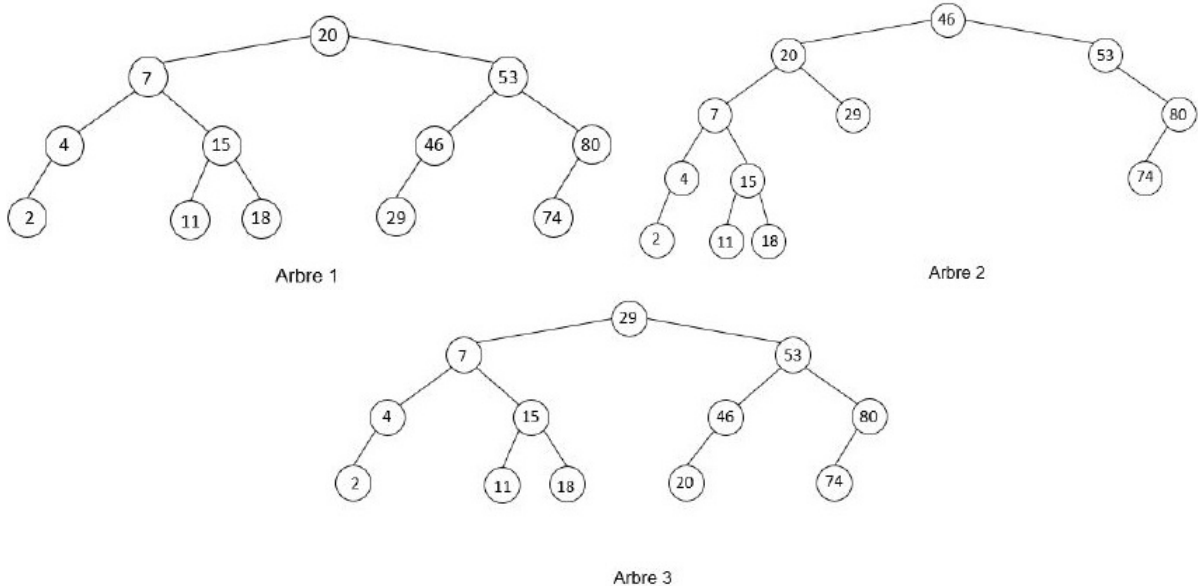 20
7 53
4 15 46 80
2 11 18 29 74
Arbre 1
46
20 53
7 29 80
4 15 74
2 11 18
Arbre 2
29
7 53
4 15 46 80
2 11 18 20 74
Arbre 3